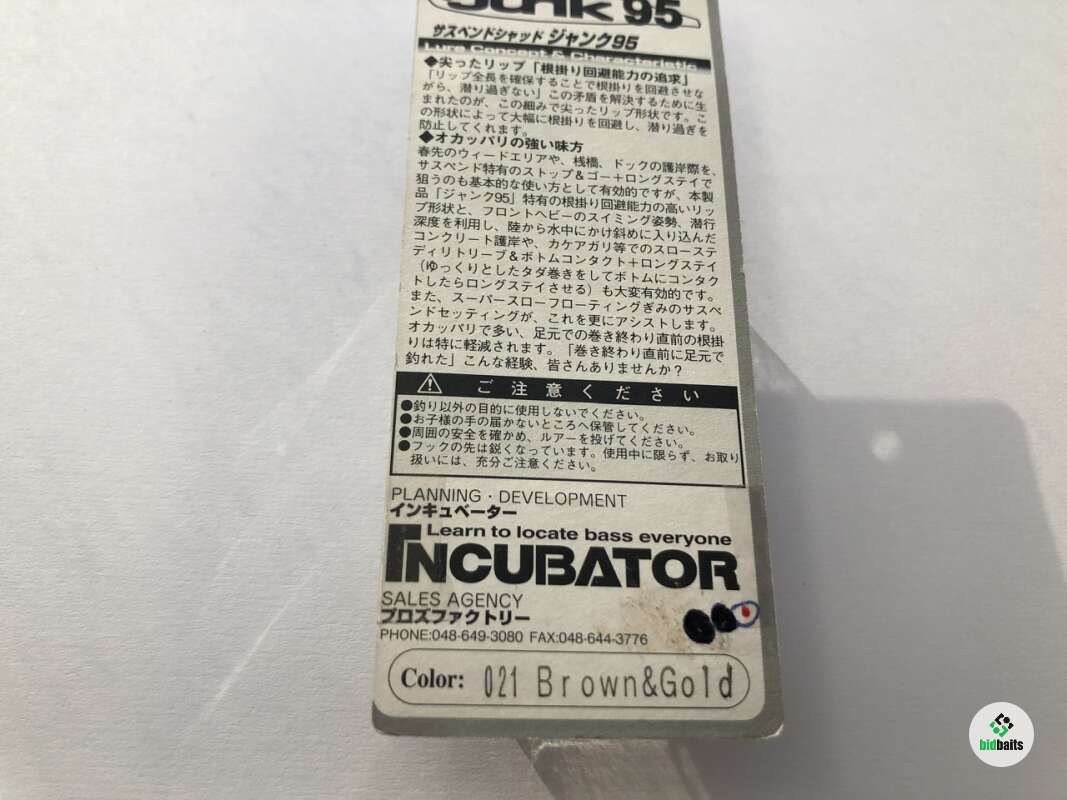 Junk 95
サスペンドシャッド ジャンク95
Lure Concept & Characteristic
◆尖ったリップ「根掛り回避能力の追求」
「リップ全長を確保することで根掛りを回避させな
がら、潜り過ぎない」この矛盾を解決するために生
まれたのが、この細みで尖ったリップ形状です。こ
の形状によって大幅に根掛りを回避し、潜り過ぎを
防止してくれます。
◆オカッパリの強い味方
春先のウィードエリアや、桟橋、ドックの護岸際を、
サスペンド特有のストップ＆ゴー＋ロングステイで
狙うのも基本的な使い方として有効的ですが、本製
品「ジャンク95」特有の根掛り回避能力の高いリッ
プ形状と、フロントヘビーのスイミング姿勢、潜行
深度を利用し、陸から水中にかけ斜めに入り込んだ
コンクリート護岸や、カケアガリ等でのスローステ
ディリトリーブ＆ボトムコンタクト＋ロングステイ
（ゆっくりとしたタダ巻きをしてボトムにコンタク
トしたらロングステイさせる）も大変有効的です。
また、スーパースローフローティングぎみのサスペ
ンドセッティングが、これを更にアシストします。
オカッパリで多い、足元での巻き終わり直前の根掛
りは特に軽減されます。「巻き終わり直前に足元で
釣れた」こんな経験、皆さんありませんか？
ご注意ください
●釣り以外の目的に使用しないでください。
●お子様の手の届かないところへ保管してください。
●周囲の安全を確かめ、ルアーを投げてください。
●フックの先は鋭くなっています。使用中に限らず、お取り
扱いには、充分ご注意ください。
PLANNING・DEVELOPMENT
インキュベーター
Learn to locate bass everyone
INCUBATOR
SALES AGENCY
プロズファクトリー
PHONE:048-649-3080 FAX:048-644-3776
Color: 021 Brown&Gold
bidbaits